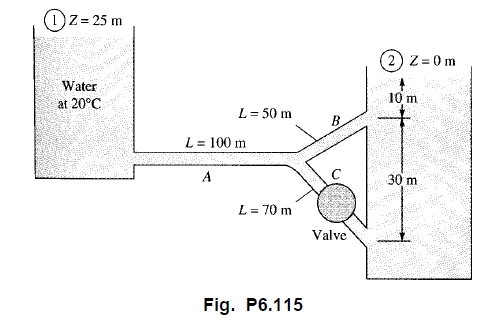 1 Z = 25 m
2 Z = 0 m
Water
at 20°C
10 m
L = 50 m
B
L = 100 m
A
C
30 m
L = 70 m
Valve
Fig. P6.115